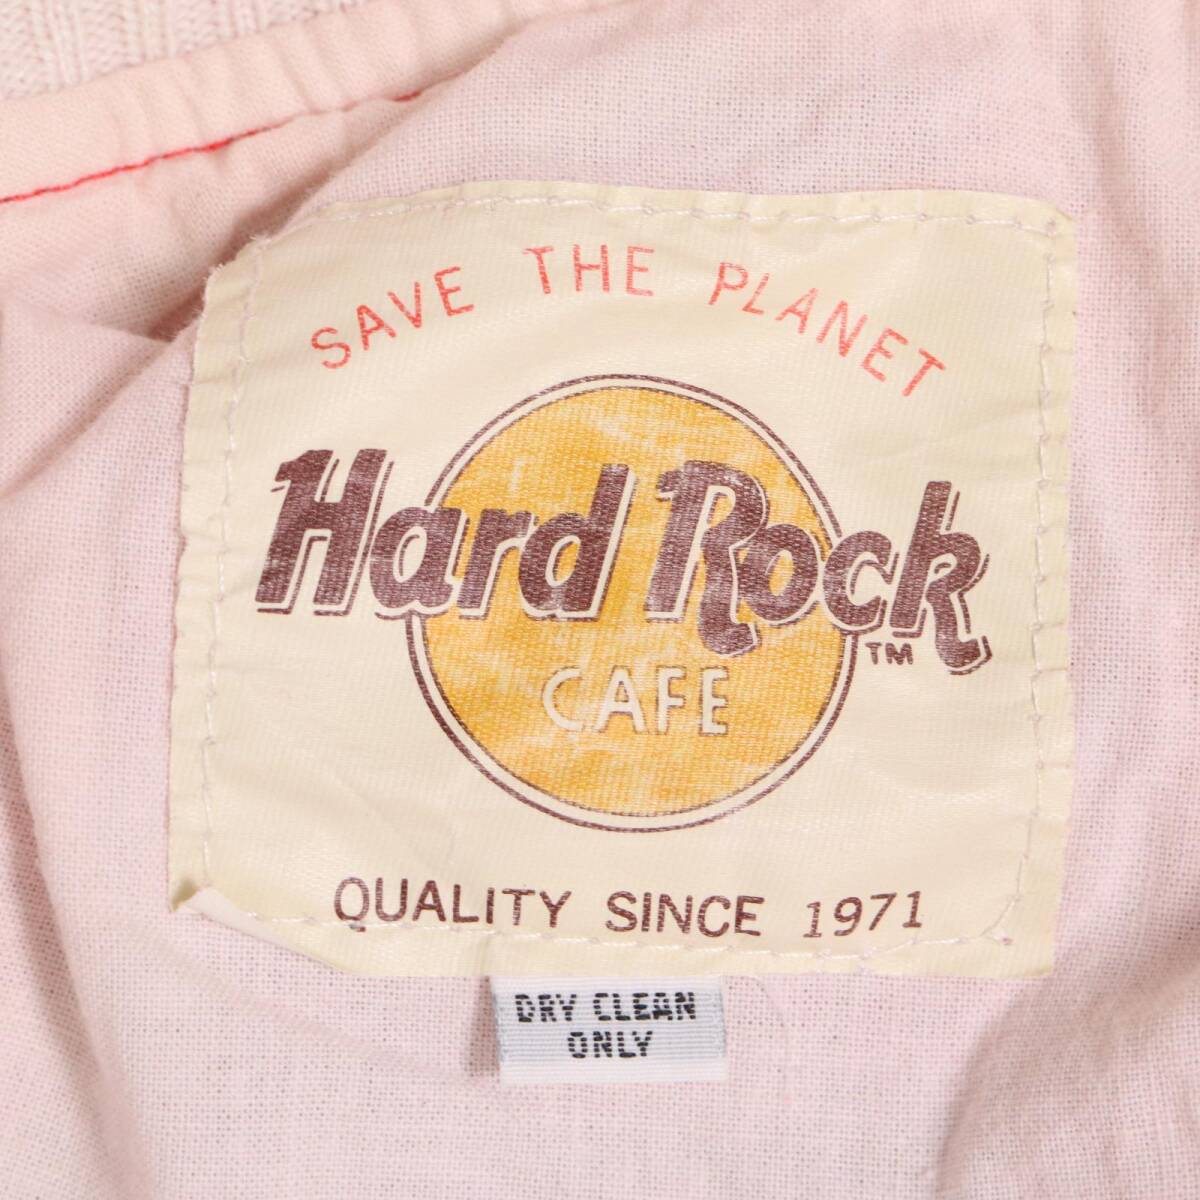 SAVE THE PLANET
Hard Rock
TM
CAFE
QUALITY SINCE 1971
DRY CLEAN
ONLY